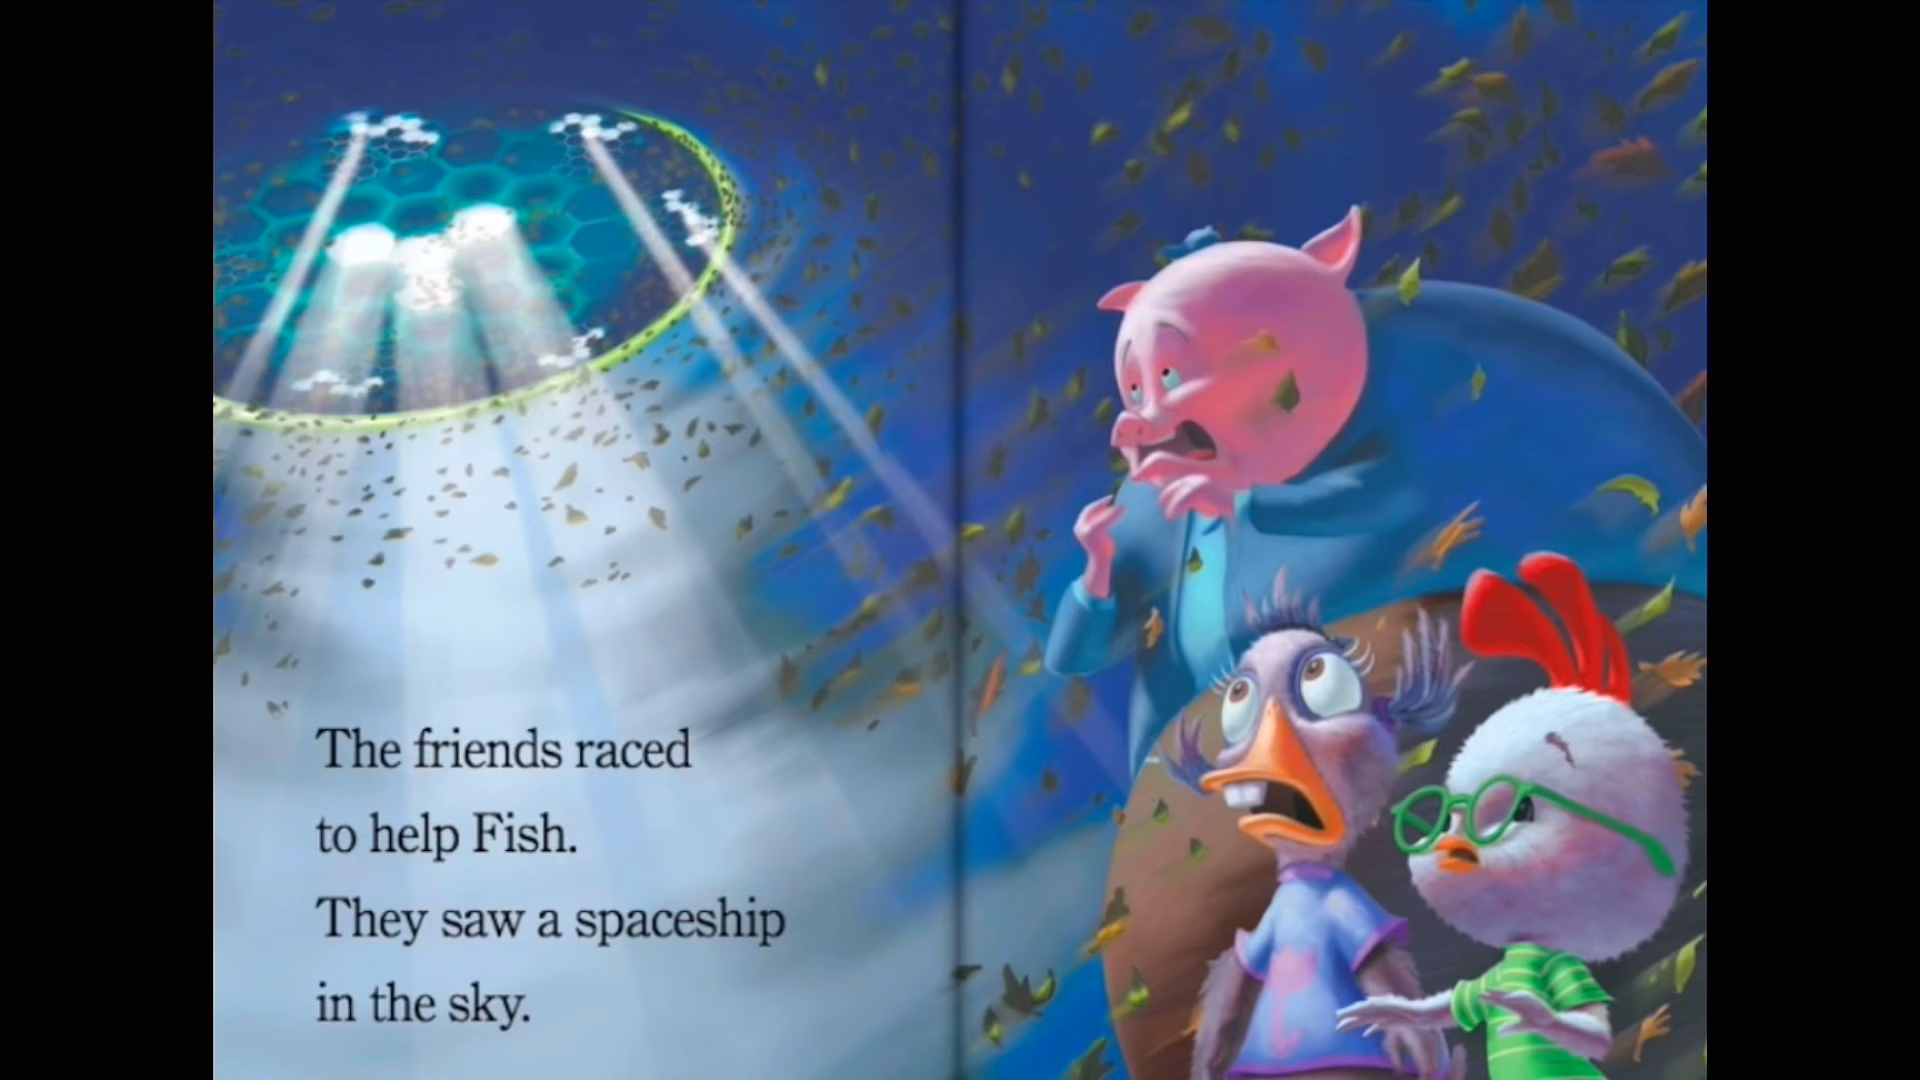 The friends raced
to help Fish.
They saw a spaceship
in the sky.